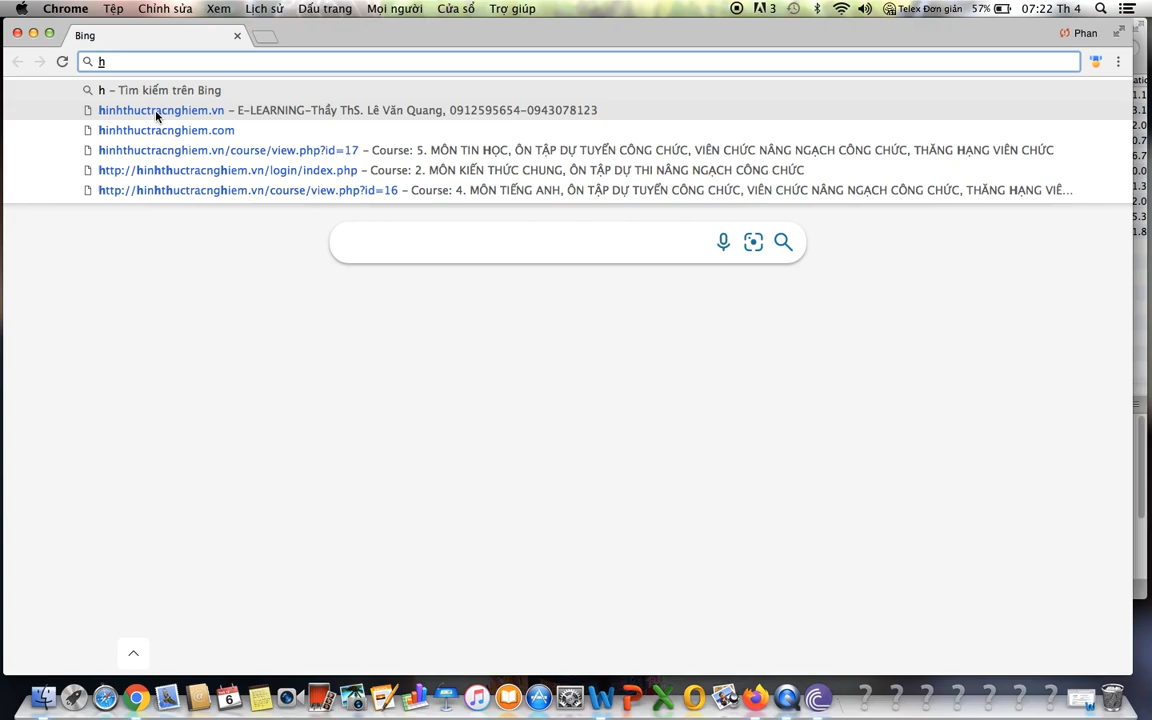 Chrome Tệp Chỉnh sửa Xem Lịch sử Dấu trang Mọi người Cửa sổ Trợ giúp 3 Telex Đơn giản 57% 07:22 Th 4
Bing Phan
h
h – Tìm kiếm trên Bing
hinhthuctracnghiem.vn – E-LEARNING-Thầy ThS. Lê Văn Quang, 0912595654-0943078123
hinhthuctracnghiem.com
hinhthuctracnghiem.vn/course/view.php?id=17 – Course: 5. MÔN TIN HỌC, ÔN TẬP DỰ TUYỂN CÔNG CHỨC, VIÊN CHỨC NÂNG NGẠCH CÔNG CHỨC, THĂNG HẠNG VIÊN CHỨC
http://hinhthuctracnghiem.vn/login/index.php – Course: 2. MÔN KIẾN THỨC CHUNG, ÔN TẬP DỰ THI NÂNG NGẠCH CÔNG CHỨC
http://hinhthuctracnghiem.vn/course/view.php?id=16 – Course: 4. MÔN TIẾNG ANH, ÔN TẬP DỰ TUYỂN CÔNG CHỨC, VIÊN CHỨC NÂNG NGẠCH CÔNG CHỨC, THĂNG HẠNG VIÊ...
6